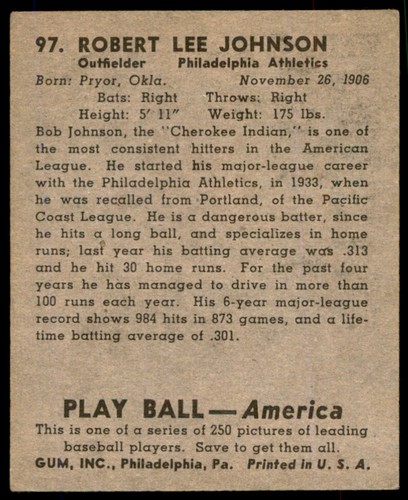 97. ROBERT LEE JOHNSON
Outfielder Philadelphia Athletics
Born: Pryor, Okla. November 26, 1906
Bats: Right Throws: Right
Height: 5' 11" Weight: 175 lbs.
Bob Johnson, the "Cherokee Indian," is one of
the most consistent hitters in the American
League. He started his major-league career
with the Philadelphia Athletics, in 1933, when
he was recalled from Portland, of the Pacific
Coast League. He is a dangerous batter, since
he hits a long ball, and specializes in home
runs; last year his batting average was .313
and he hit 30 home runs. For the past four
years he has managed to drive in more than
100 runs each year. His 6-year major-league
record shows 984 hits in 873 games, and a life-
time batting average of .301.
PLAY BALL—America
This is one of a series of 250 pictures of leading
baseball players. Save to get them all.
GUM, INC., Philadelphia, Pa. Printed in U. S. A.